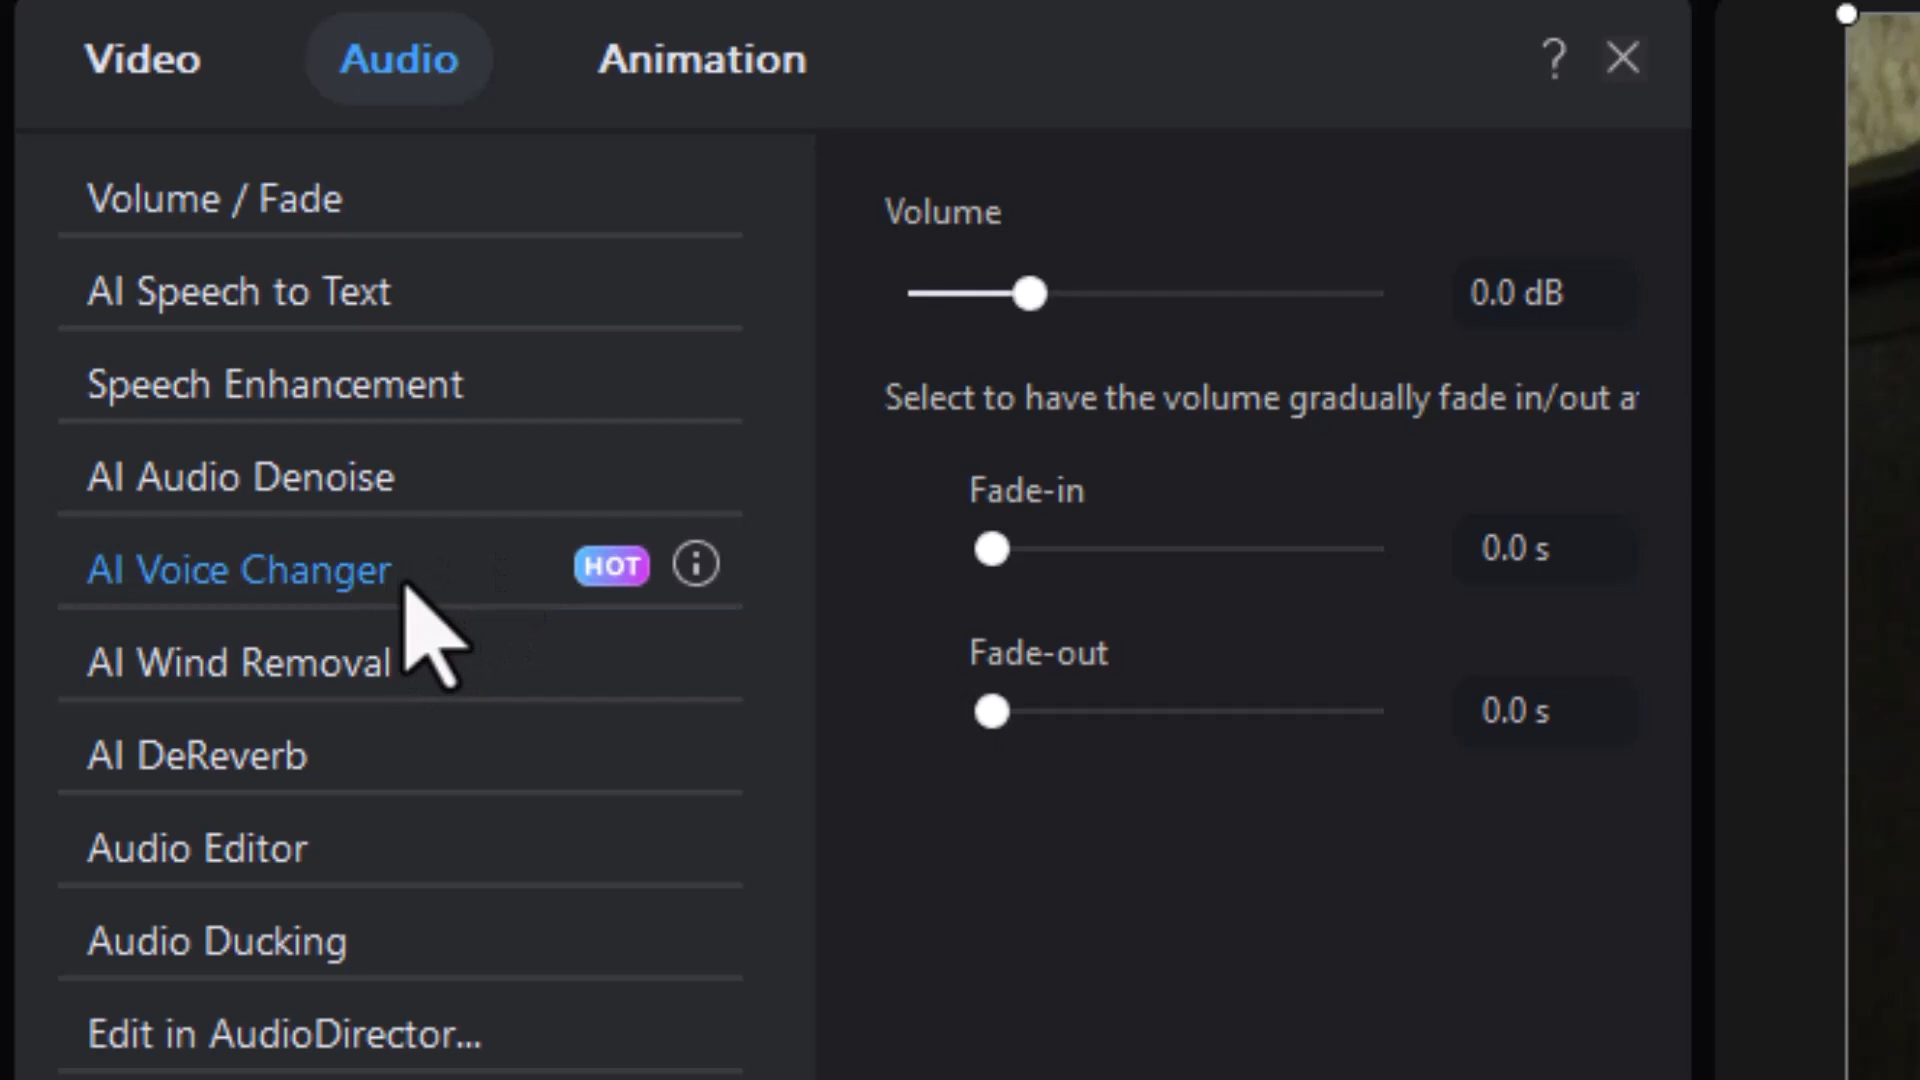 Video
Audio
Animation
?
Volume / Fade
AI Speech to Text
Speech Enhancement
AI Audio Denoise
AI Voice Changer
HOT
AI Wind Removal
AI DeReverb
Audio Editor
Audio Ducking
Edit in AudioDirector...
Volume
0.0 dB
Select to have the volume gradually fade in/out
Fade-in
0.0 s
Fade-out
0.0 s